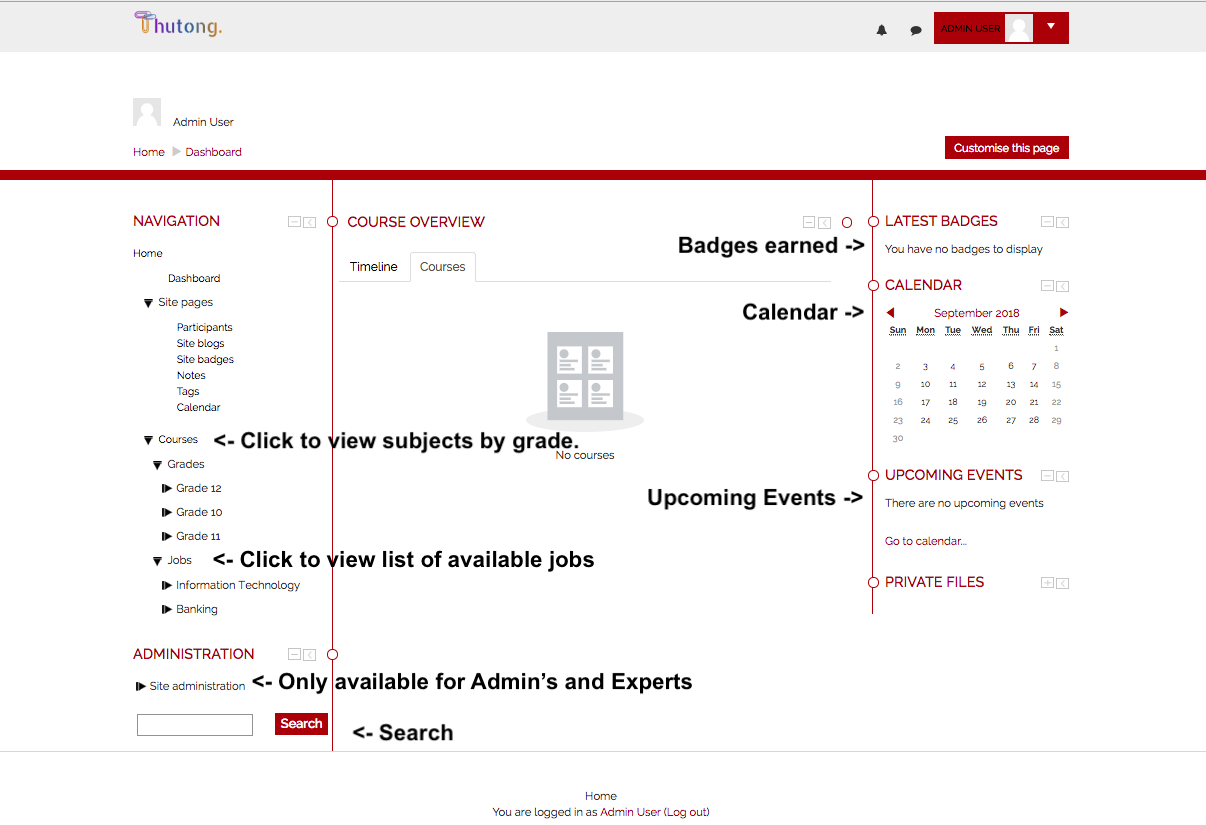 Thutong.
ADMIN USER
Admin User
Home Dashboard
Customise this page
NAVIGATION
Home
Dashboard
Site pages
Participants
Site blogs
Site badges
Notes
Tags
Calendar
Courses <- Click to view subjects by grade.
Grades
Grade 12
Grade 10
Grade 11
Jobs <- Click to view list of available jobs
Information Technology
Banking
ADMINISTRATION
Site administration <- Only available for Admin’s and Experts
Search <- Search
COURSE OVERVIEW
Timeline Courses
No courses
Badges earned ->
Calendar ->
Upcoming Events ->
LATEST BADGES
You have no badges to display
CALENDAR
September 2018
Sun Mon Tue Wed Thu Fri Sat
1
2 3 4 5 6 7 8
9 10 11 12 13 14 15
16 17 18 19 20 21 22
23 24 25 26 27 28 29
30
UPCOMING EVENTS
There are no upcoming events
Go to calendar...
PRIVATE FILES
Home
You are logged in as Admin User (Log out)